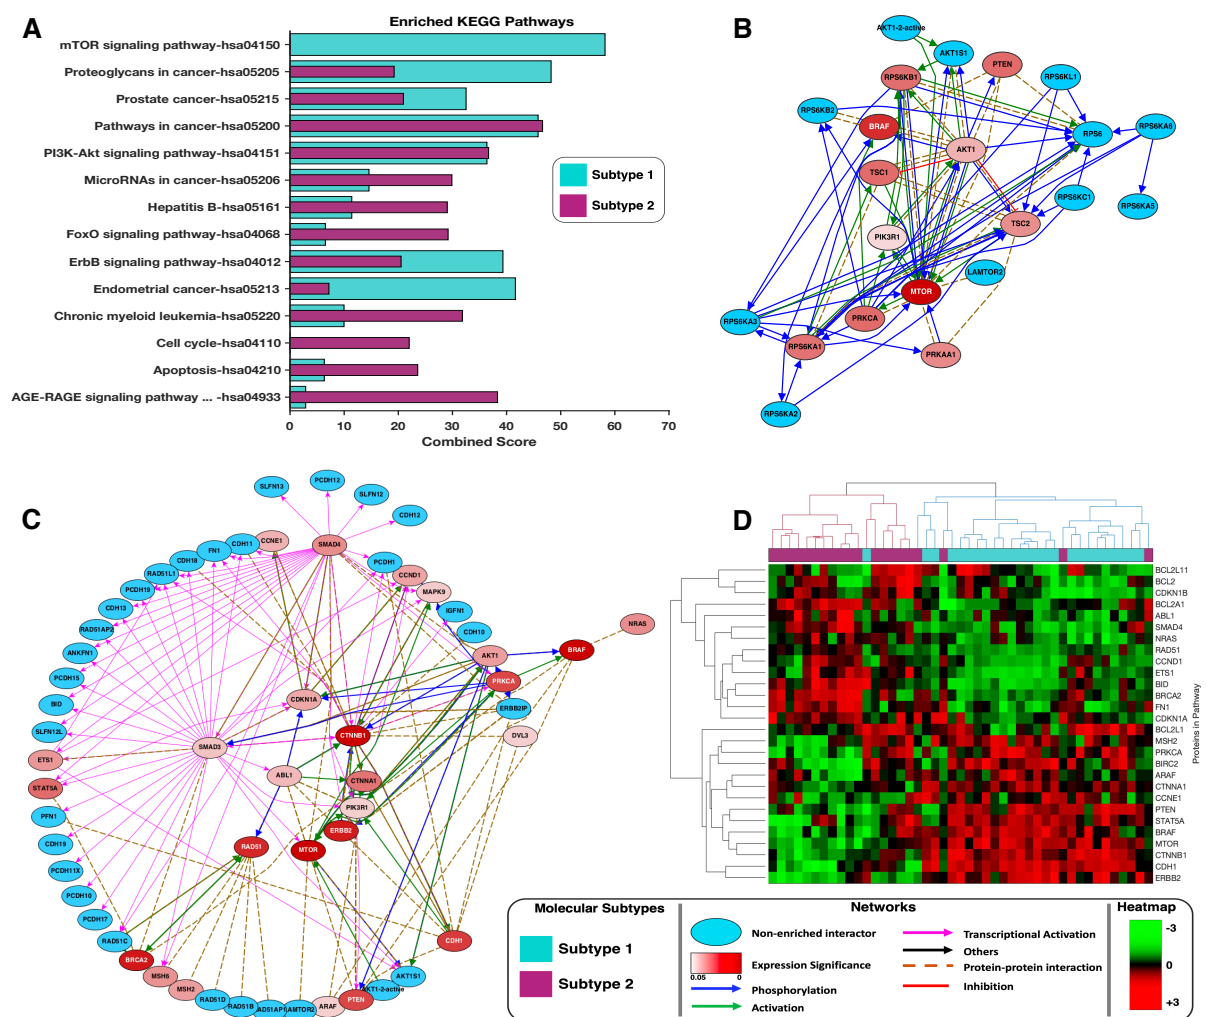 A
Enriched KEGG Pathways
mTOR signaling pathway-hsa04150
Proteoglycans in cancer-hsa05205
Prostate cancer-hsa05215
Pathways in cancer-hsa05200
PI3K-Akt signaling pathway-hsa04151
MicroRNAs in cancer-hsa05206
Hepatitis B-hsa05161
FoxO signaling pathway-hsa04068
ErbB signaling pathway-hsa04012
Endometrial cancer-hsa05213
Chronic myeloid leukemia-hsa05220
Cell cycle-hsa04110
Apoptosis-hsa04210
AGE-RAGE signaling pathway ... -hsa04933
0 10 20 30 40 50 60 70
Combined Score
Subtype 1
Subtype 2
B
AKT1-2-active
AKT1S1
PTEN
RPS6KB1
RPS6KL1
RPS6KB2
BRAF
RPS6
RPS6KA6
AKT1
TSC1
RPS6KC1
RPS6KA5
TSC2
PIK3R1
LAMTOR2
MTOR
RPS6KA3
PRKCA
RPS6KA1
PRKAA1
RPS6KA2
C
SLFN13
PCDH12
SLFN12
CDH12
SMAD4
CCNE1
CDH11
FN1
CDH18
RAD51L1
PCDH19
CDH13
RAD51AP2
ANKFN1
PCDH15
BID
SLFN12L
ETS1
STAT5A
PFN1
CDH19
PCDH11X
PCDH10
PCDH17
RAD51C
BRCA2
MSH6
MSH2
RAD51D
RAD51B
AD51AP1
AMTOR2
ARAF
PTEN
AKT1-2-active
AKT1S1
CDH1
PCDH1
CCND1
MAPK9
IGFN1
CDH10
AKT1
PRKCA
ERBB2IP
DVL3
BRAF
NRAS
CDKN1A
SMAD3
CTNNB1
ABL1
CTNNA1
PIK3R1
ERBB2
MTOR
RAD51
D
BCL2L11
BCL2
CDKN1B
BCL2A1
ABL1
SMAD4
NRAS
RAD51
CCND1
ETS1
BID
BRCA2
FN1
CDKN1A
BCL2L1
MSH2
PRKCA
BIRC2
ARAF
CTNNA1
CCNE1
PTEN
STAT5A
BRAF
MTOR
CTNNB1
CDH1
ERBB2
Proteins in Pathway
Molecular Subtypes
Subtype 1
Subtype 2
Networks
Non-enriched interactor
Expression Significance
0.05 0
Phosphorylation
Activation
Transcriptional Activation
Others
Protein-protein interaction
Inhibition
Heatmap
-3
0
+3